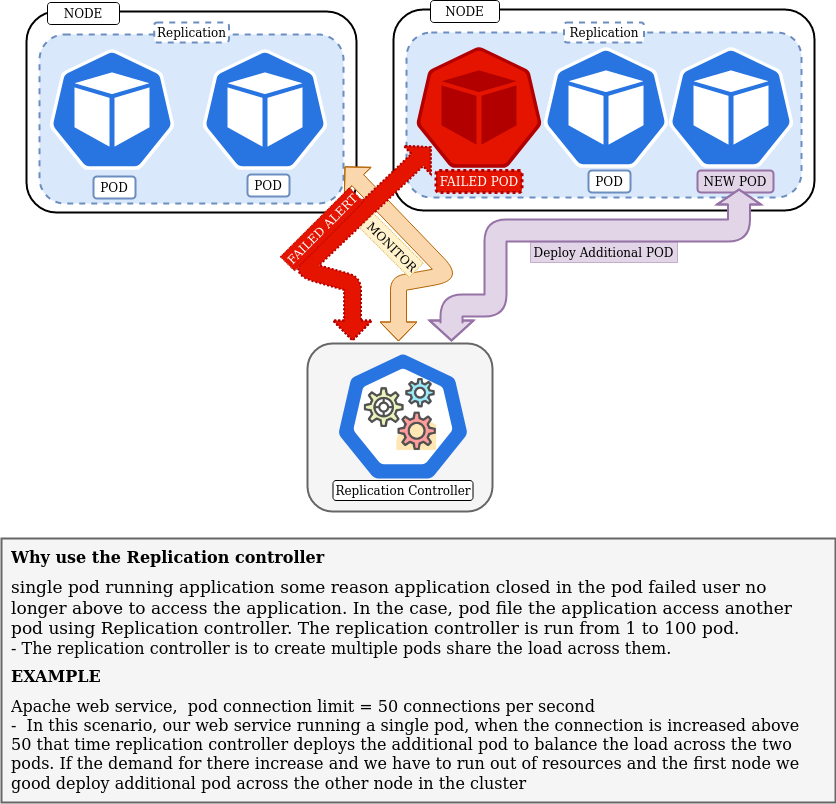 NODE
NODE
Replication
Replication
POD
POD
FAILED POD
POD
NEW POD
FAILED ALERT
MONITOR
Deploy Additional POD
Replication Controller
Why use the Replication controller
single pod running application some reason application closed in the pod failed user no
longer above to access the application. In the case, pod file the application access another
pod using Replication controller. The replication controller is run from 1 to 100 pod.
- The replication controller is to create multiple pods share the load across them.
EXAMPLE
Apache web service,  pod connection limit = 50 connections per second
-  In this scenario, our web service running a single pod, when the connection is increased above
50 that time replication controller deploys the additional pod to balance the load across the two
pods. If the demand for there increase and we have to run out of resources and the first node we
good deploy additional pod across the other node in the cluster